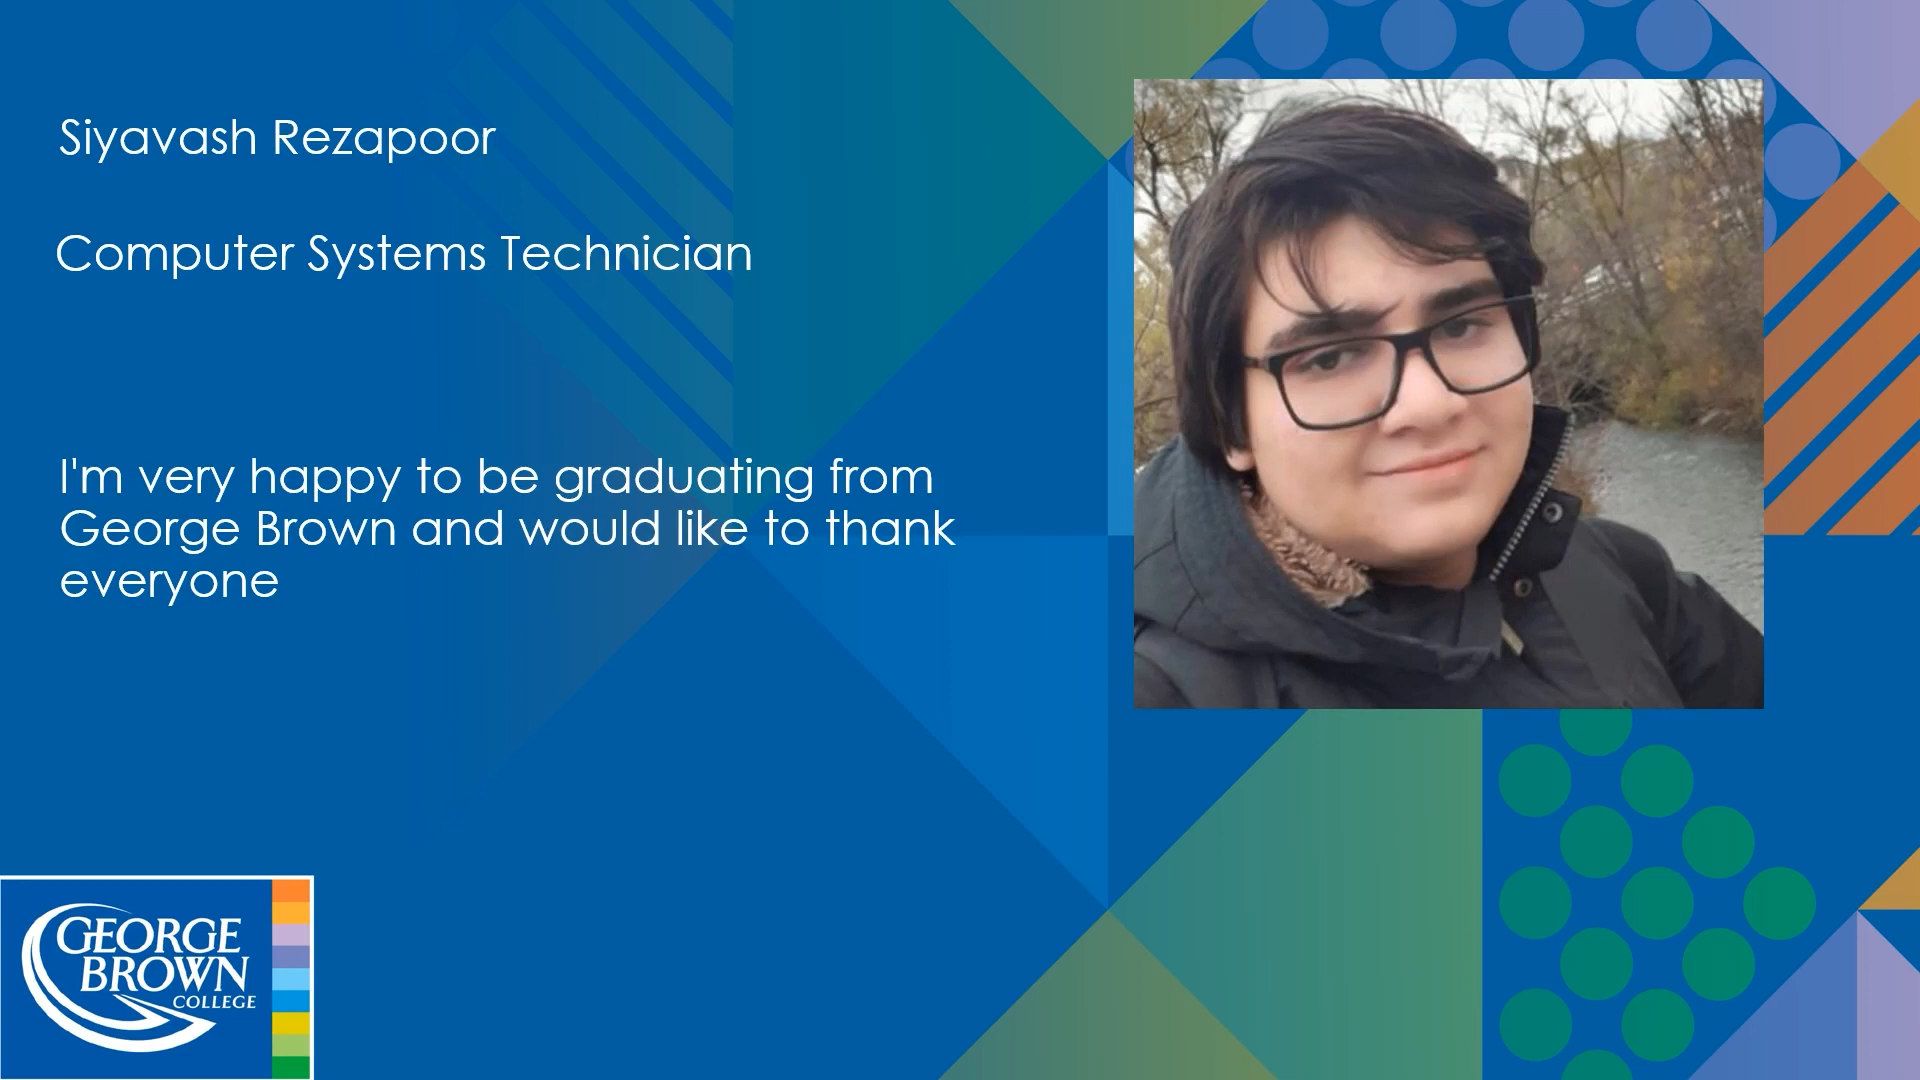 Siyavash Rezapoor
Computer Systems Technician
I'm very happy to be graduating from
George Brown and would like to thank
everyone
GEORGE
BROWN
COLLEGE